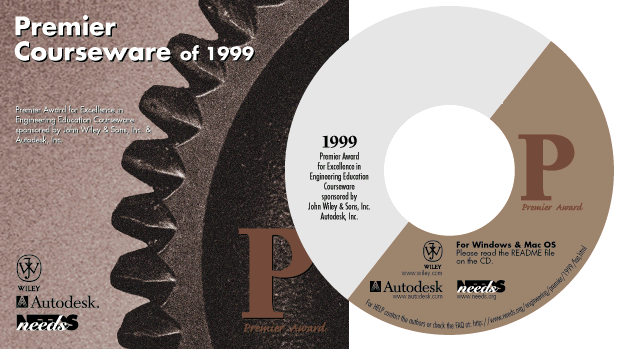 Premier
Courseware of 1999
Premier Award for Excellence in
Engineering Education Courseware
sponsored by John Wiley & Sons, Inc. &
Autodesk, Inc.
WILEY
Autodesk.
needs
P
Premier Award
1999
Premier Award
for Excellence in
Engineering Education
Courseware
sponsored by
John Wiley & Sons, Inc.
Autodesk, Inc.
P
Premier Award
For Windows & Mac OS
Please read the README file
on the CD.
WILEY
www.wiley.com
Autodesk
www.autodesk.com
needs
www.needs.org
For HELP contact the authors or check the FAQ at: http://www.needs.org/engineering/premier/1999/faq.html